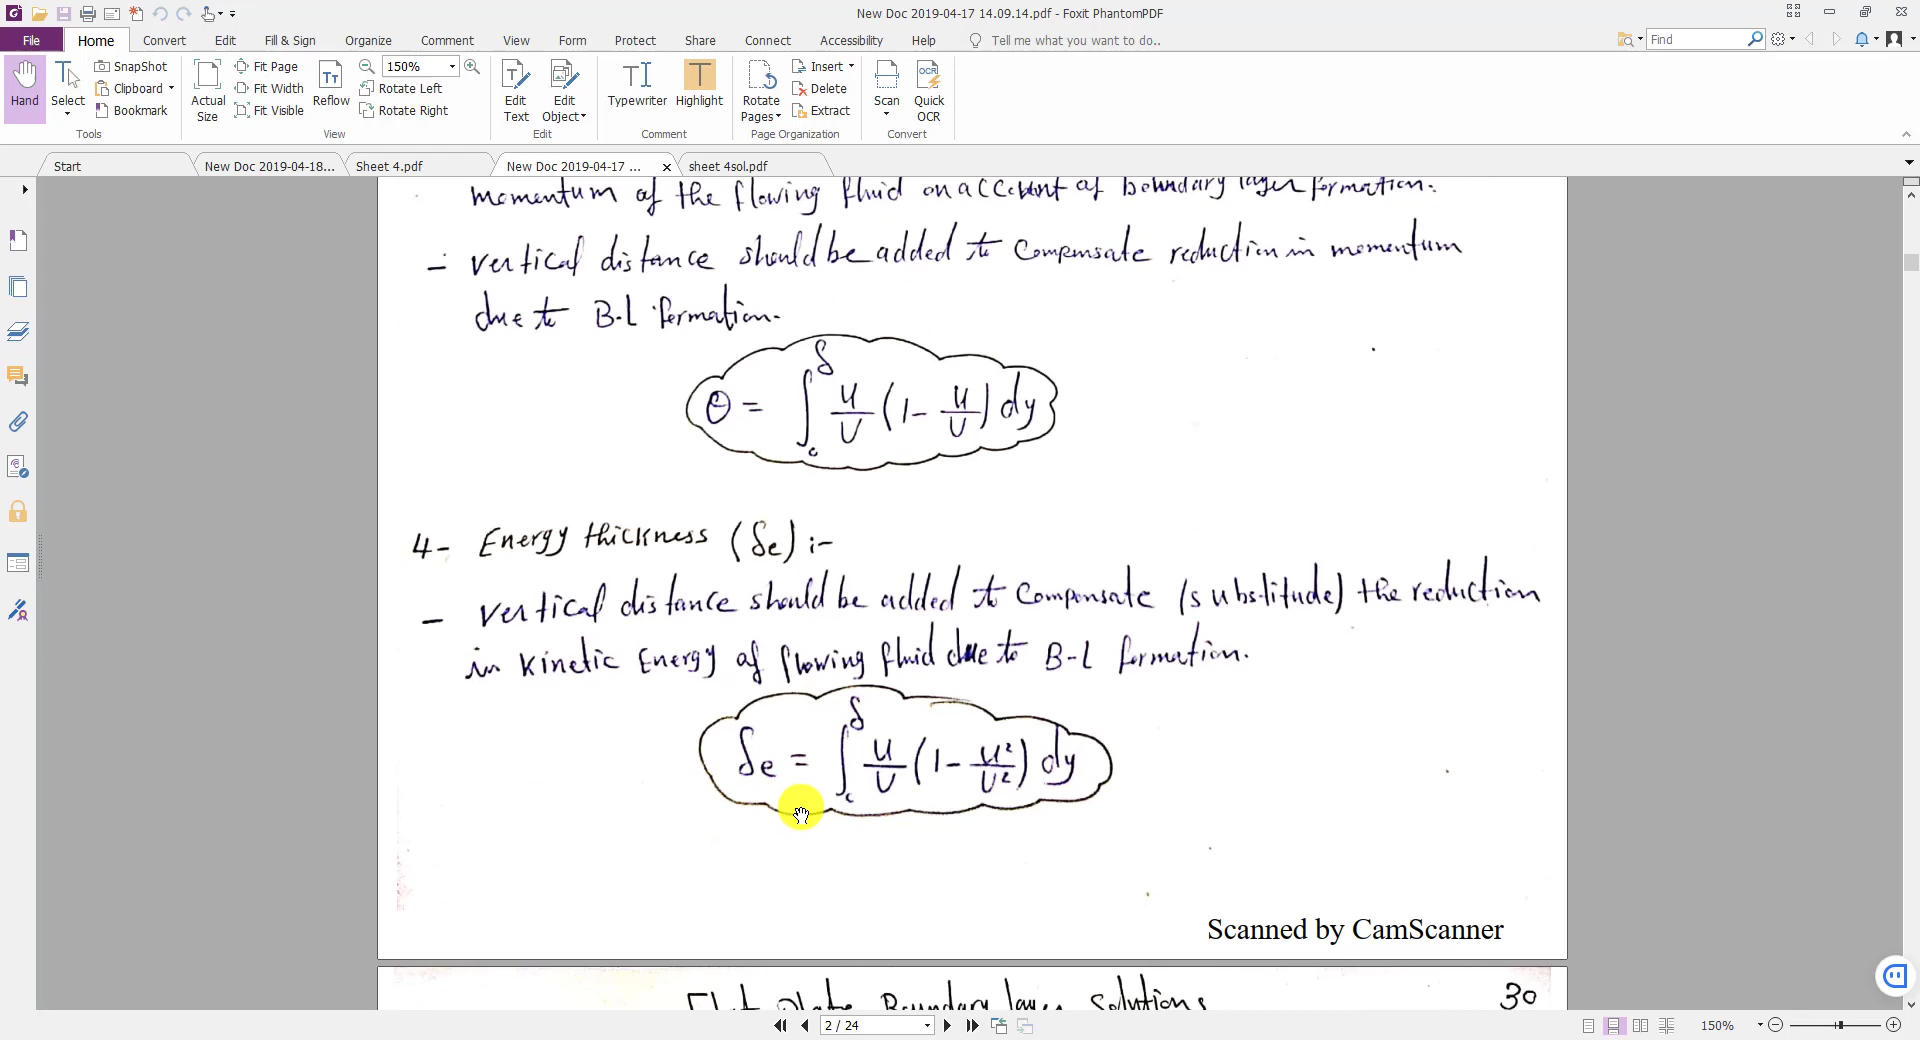 New Doc 2019-04-17 14.09.14.pdf - Foxit PhantomPDF
File Home Convert Edit Fill & Sign Organize Comment View Form Protect Share Connect Accessibility Help Tell me what you want to do.. Find
Hand
Select
SnapShot
Clipboard
Bookmark
Tools
Actual Size
Fit Page
Fit Width
Fit Visible
Reflow
150%
Rotate Left
Rotate Right
View
Edit Text
Edit Object
Edit
Typewriter
Highlight
Comment
Rotate Pages
Insert
Delete
Extract
Page Organization
Scan
Quick OCR
Convert
Start New Doc 2019-04-18... Sheet 4.pdf New Doc 2019-04-17 ... sheet 4sol.pdf
momentum of the flowing fluid on account of boundary layer formation.
- vertical distance should be added to compensate reduction in momentum
due to B-L formation.
θ = ∫₀^δ u/U (1 - u/U) dy
4- Energy thickness (δe) :-
- vertical distance should be added to compensate (substitude) the reduction
in kinetic Energy of flowing fluid due to B-L formation.
δe = ∫₀^δ u/U (1 - u²/U²) dy
Scanned by CamScanner
Flat plate Boundary layer solutions 30
2 / 24 150%